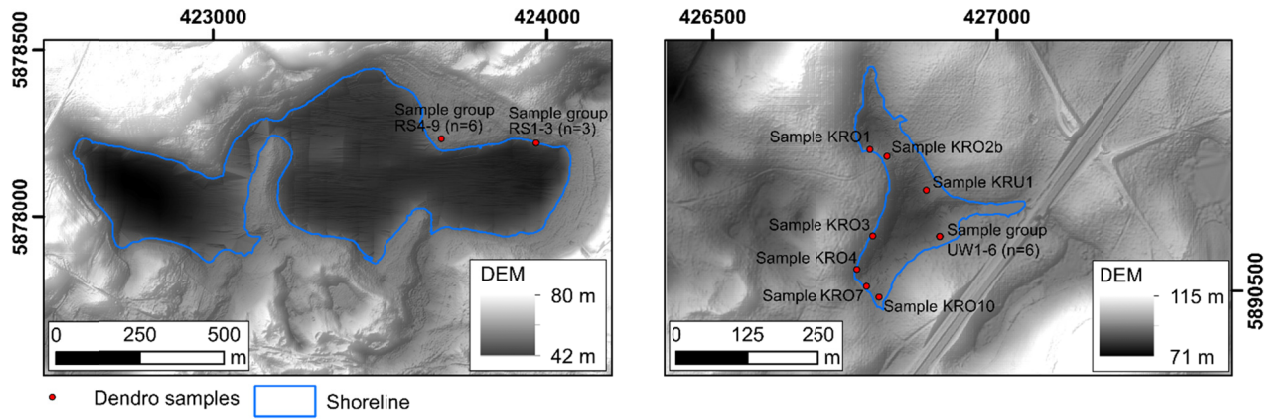 423000
424000
426500
427000
5878500
5878000
5890500
Sample group
RS4-9 (n=6)
Sample group
RS1-3 (n=3)
DEM
80 m
42 m
0
250
500
m
Sample KRO1
Sample KRO2b
Sample KRU1
Sample KRO3
Sample group
UW1-6 (n=6)
Sample KRO4
Sample KRO7
Sample KRO10
DEM
115 m
71 m
0
125
250
m
Dendro samples
Shoreline